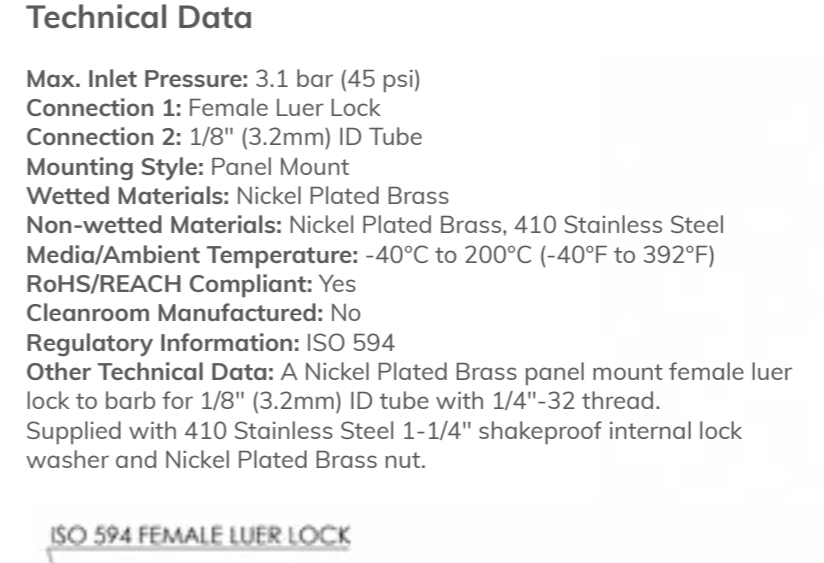 Technical Data
Max. Inlet Pressure: 3.1 bar (45 psi)
Connection 1: Female Luer Lock
Connection 2: 1/8" (3.2mm) ID Tube
Mounting Style: Panel Mount
Wetted Materials: Nickel Plated Brass
Non-wetted Materials: Nickel Plated Brass, 410 Stainless Steel
Media/Ambient Temperature: -40°C to 200°C (-40°F to 392°F)
RoHS/REACH Compliant: Yes
Cleanroom Manufactured: No
Regulatory Information: ISO 594
Other Technical Data: A Nickel Plated Brass panel mount female luer
lock to barb for 1/8" (3.2mm) ID tube with 1/4"-32 thread.
Supplied with 410 Stainless Steel 1-1/4" shakeproof internal lock
washer and Nickel Plated Brass nut.
ISO 594 FEMALE LUER LOCK